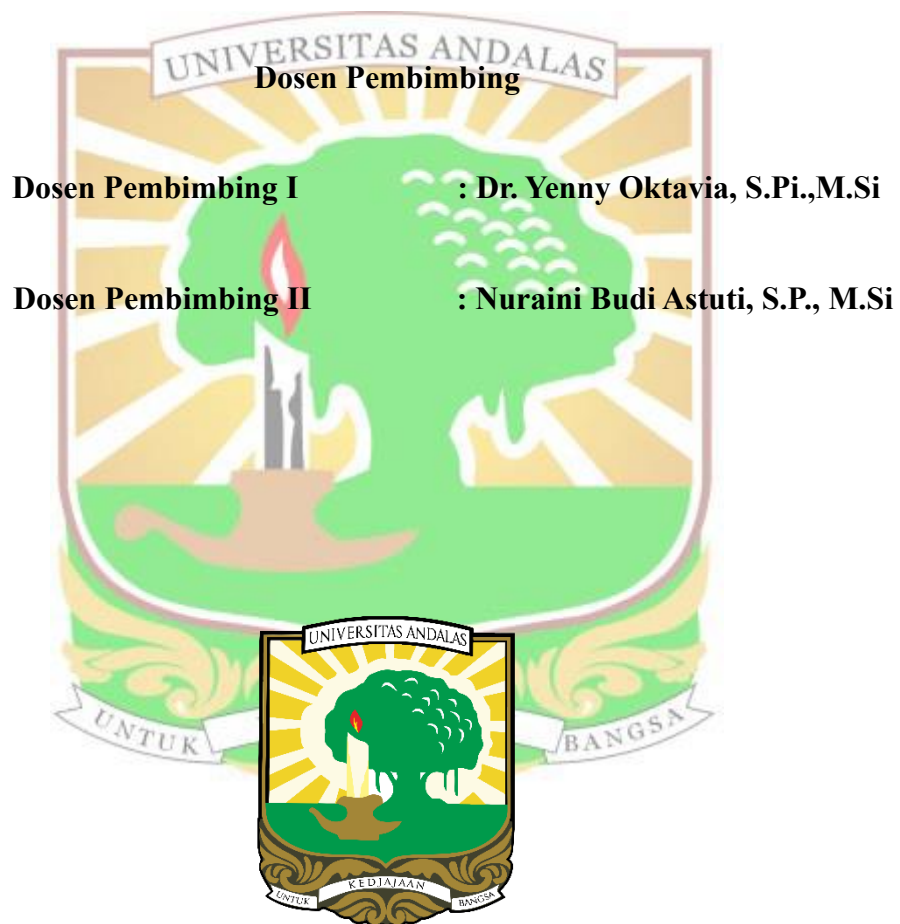 UNIVERSITAS ANDALAS
Dosen Pembimbing
Dosen Pembimbing I : Dr. Yenny Oktavia, S.Pi.,M.Si
Dosen Pembimbing II : Nuraini Budi Astuti, S.P., M.Si
UNIVERSITAS ANDALAS
UNTUK BANGSA
UNTUK KEDJAJAAN BANGSA